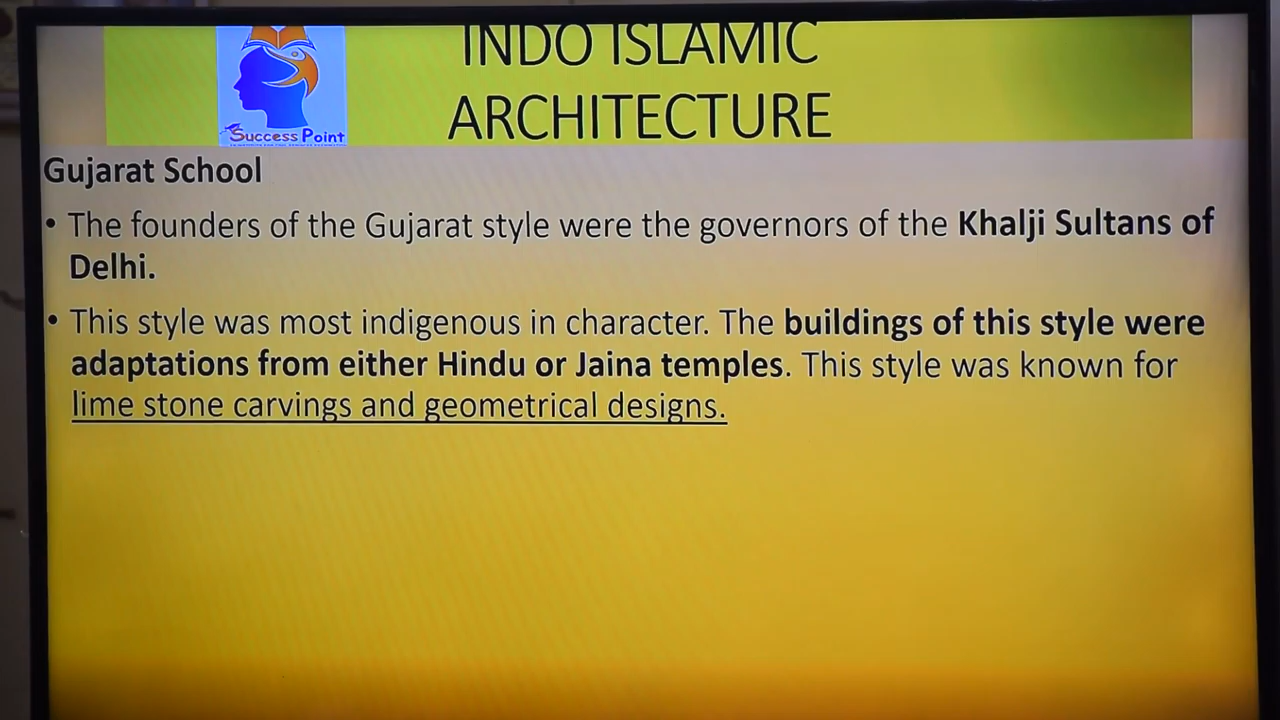 INDO ISLAMIC
ARCHITECTURE
Success Point
Gujarat School
• The founders of the Gujarat style were the governors of the Khalji Sultans of
Delhi.
• This style was most indigenous in character. The buildings of this style were
adaptations from either Hindu or Jaina temples. This style was known for
lime stone carvings and geometrical designs.